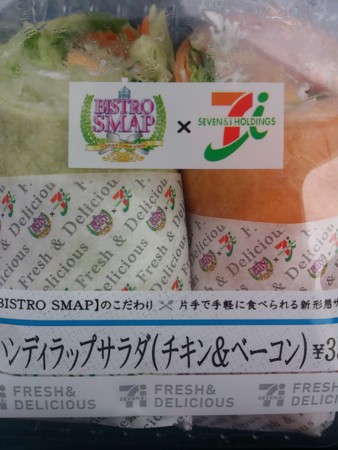 BISTRO
SMAP
×
7i
SEVEN&i HOLDINGS
Fresh & Delicious
Fresh & Delicious
BISTRO SMAP】のこだわり × 片手で手軽に食べられる新形態サ
ハンディラップサラダ(チキン&ベーコン) ¥3
FRESH&
DELICIOUS
FRESH&
DELICIOUS
FRESH&
DELICIOUS